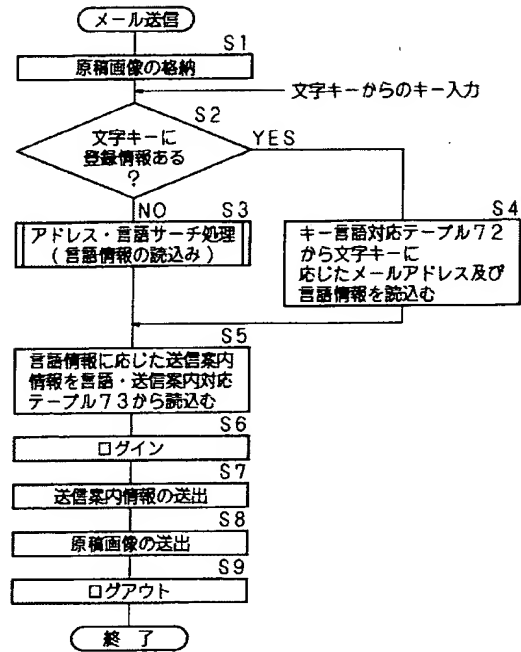 メール送信
S1
原稿画像の格納
文字キーからのキー入力
S2
文字キーに
登録情報ある
?
YES
NO
S3
アドレス・言語サーチ処理
(言語情報の読込み)
S4
キー言語対応テーブル72
から文字キーに
応じたメールアドレス及び
言語情報を読込む
S5
言語情報に応じた送信案内
情報を言語・送信案内対応
テーブル73から読込む
S6
ログイン
S7
送信案内情報の送出
S8
原稿画像の送出
S9
ログアウト
終了